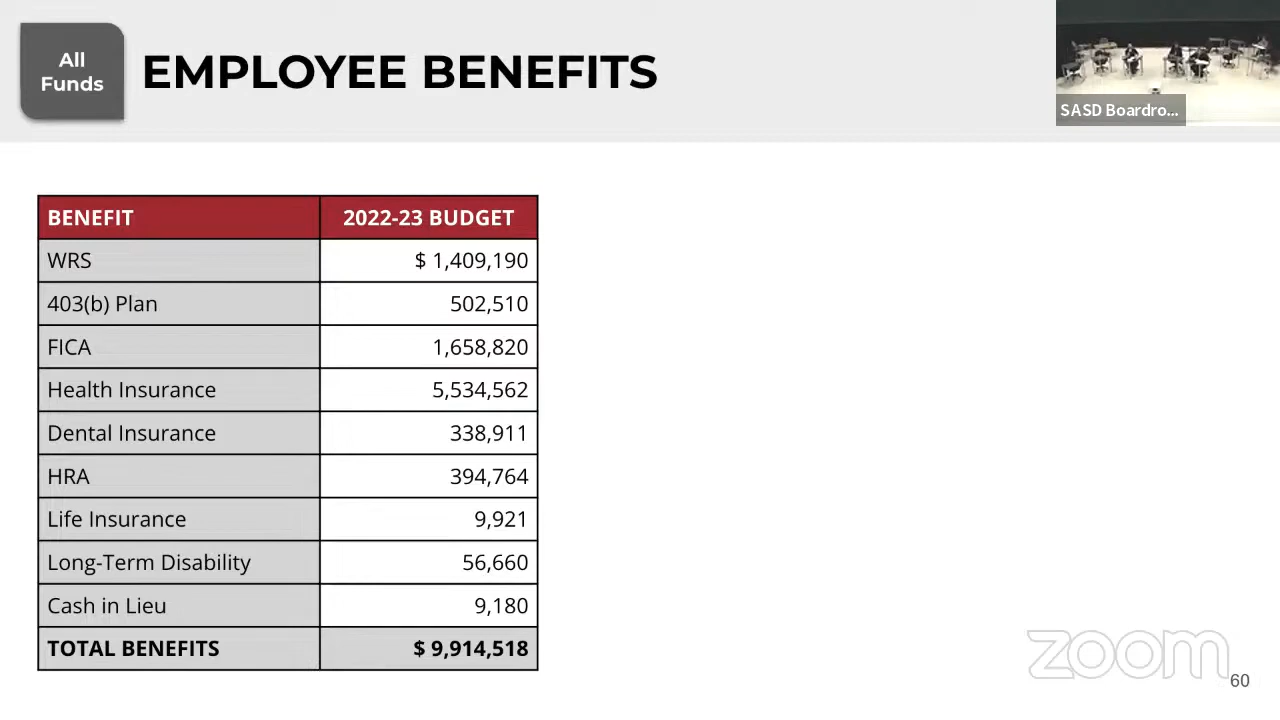 All
Funds
EMPLOYEE BENEFITS
SASD Boardro...
BENEFIT 2022-23 BUDGET
WRS $ 1,409,190
403(b) Plan 502,510
FICA 1,658,820
Health Insurance 5,534,562
Dental Insurance 338,911
HRA 394,764
Life Insurance 9,921
Long-Term Disability 56,660
Cash in Lieu 9,180
TOTAL BENEFITS $ 9,914,518
zoom
60